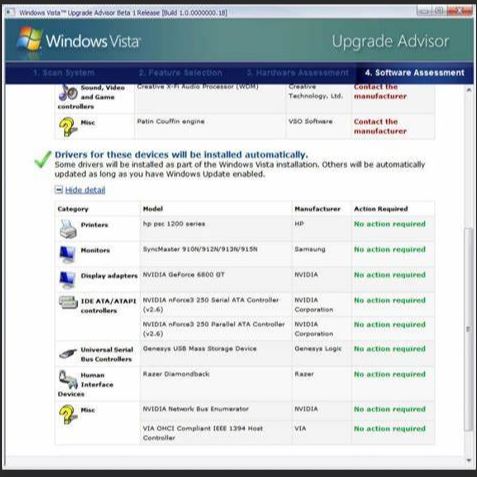 Windows Vista™ Upgrade Advisor Beta 1 Release [Build 1.0.0000000.18]
Windows Vista™ Upgrade Advisor
1. Scan System 2. Feature Selection 3. Hardware Assessment 4. Software Assessment
Sound, Video and Game controllers Creative X-Fi Audio Processor (WDM) Creative Technology, Ltd. Contact the manufacturer
Misc Patin Couffin engine VSO Software Contact the manufacturer
Drivers for these devices will be installed automatically.
Some drivers will be installed as part of the Windows Vista installation. Others will be automatically
updated as long as you have Windows Update enabled.
Hide detail
Category Model Manufacturer Action Required
Printers hp psc 1200 series HP No action required
Monitors SyncMaster 910N/912N/913N/915N Samsung No action required
Display adapters NVIDIA GeForce 6800 GT NVIDIA No action required
IDE ATA/ATAPI controllers NVIDIA nForce3 250 Serial ATA Controller (v2.6) NVIDIA Corporation No action required
NVIDIA nForce3 250 Parallel ATA Controller (v2.6) NVIDIA Corporation No action required
Universal Serial Bus Controllers Genesys USB Mass Storage Device Genesys Logic No action required
Human Interface Devices Razer Diamondback Razer No action required
Misc NVIDIA Network Bus Enumerator NVIDIA No action required
VIA OHCI Compliant IEEE 1394 Host Controller VIA No action required